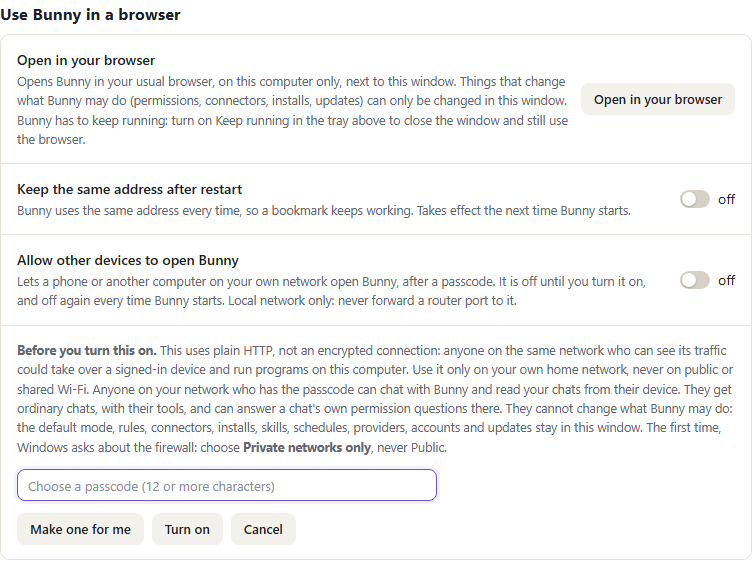 Use Bunny in a browser
Open in your browser
Opens Bunny in your usual browser, on this computer only, next to this window. Things that change
what Bunny may do (permissions, connectors, installs, updates) can only be changed in this window.
Bunny has to keep running: turn on Keep running in the tray above to close the window and still use
the browser.
Open in your browser
Keep the same address after restart
Bunny uses the same address every time, so a bookmark keeps working. Takes effect the next time Bunny starts.
off
Allow other devices to open Bunny
Lets a phone or another computer on your own network open Bunny, after a passcode. It is off until you turn it on,
and off again every time Bunny starts. Local network only: never forward a router port to it.
off
Before you turn this on. This uses plain HTTP, not an encrypted connection: anyone on the same network who can see its traffic
could take over a signed-in device and run programs on this computer. Use it only on your own home network, never on public or
shared Wi-Fi. Anyone on your network who has the passcode can chat with Bunny and read your chats from their device. They get
ordinary chats, with their tools, and can answer a chat's own permission questions there. They cannot change what Bunny may do:
the default mode, rules, connectors, installs, skills, schedules, providers, accounts and updates stay in this window. The first time,
Windows asks about the firewall: choose Private networks only, never Public.
Choose a passcode (12 or more characters)
Make one for me
Turn on
Cancel